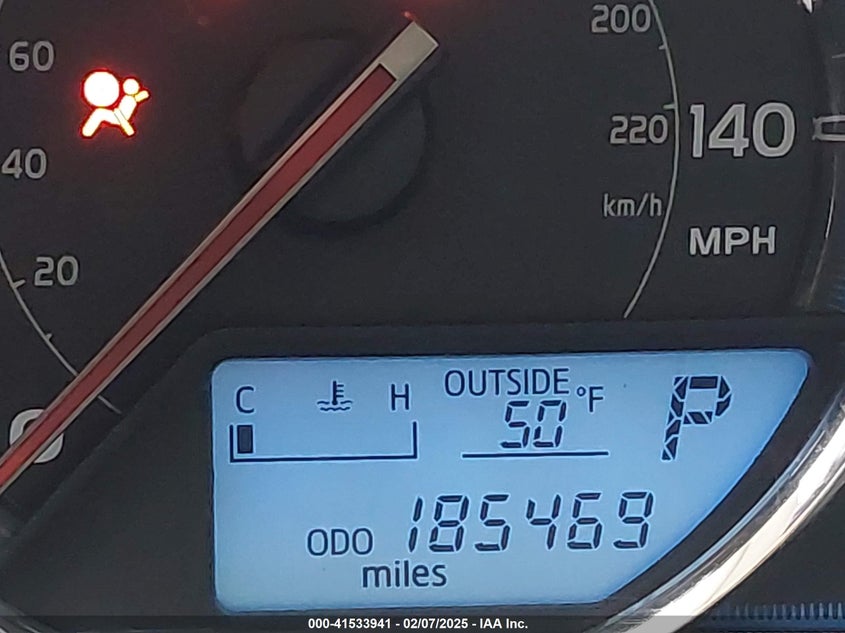 60
200
220
140
40
km/h
MPH
20
0
C
H
OUTSIDE
50 °F
P
ODO 185469
miles
000-41533941 - 02/07/2025 - IAA Inc.